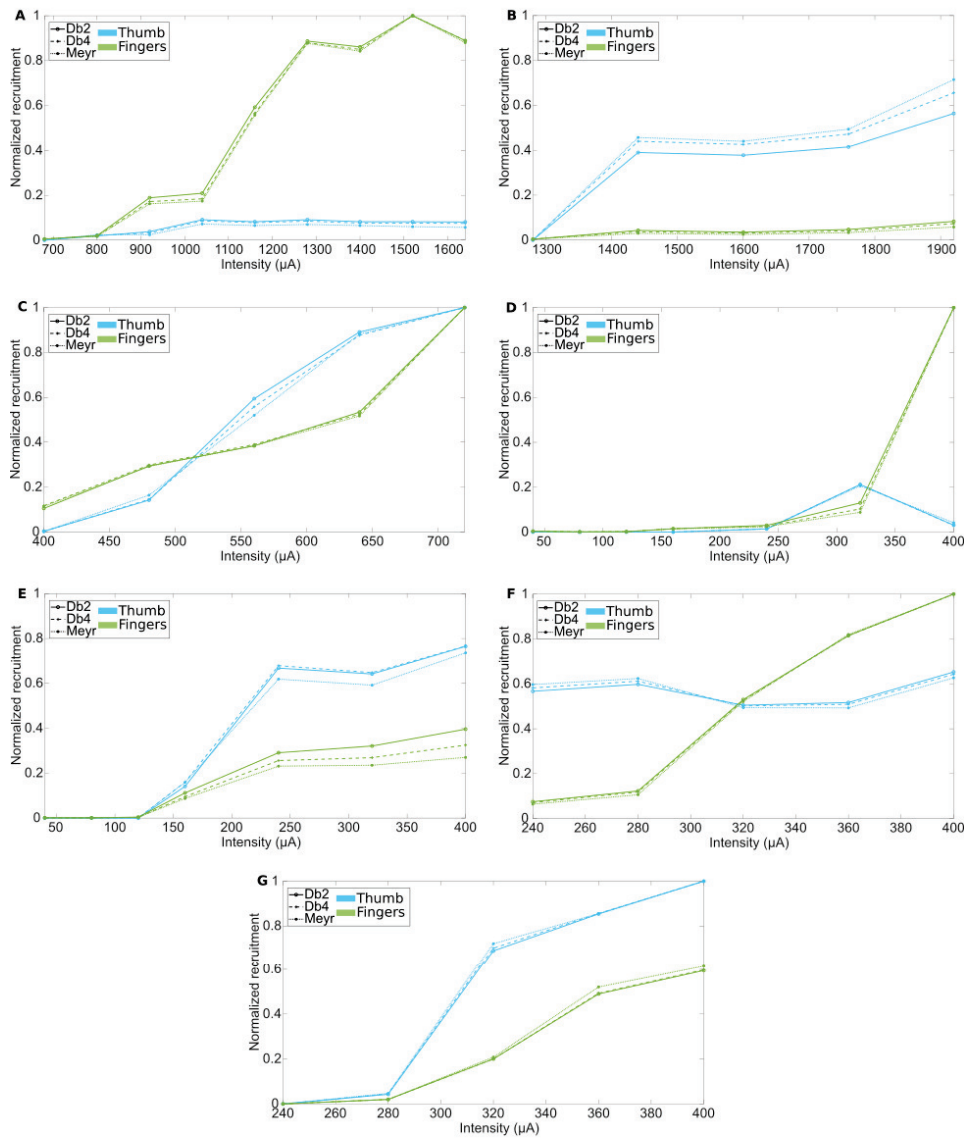 A
Db2
Db4
Meyr
Thumb
Fingers
Normalized recruitment
1
0.8
0.6
0.4
0.2
0
700 800 900 1000 1100 1200 1300 1400 1500 1600
Intensity (µA)
B
Db2
Db4
Meyr
Thumb
Fingers
Normalized recruitment
1
0.8
0.6
0.4
0.2
0
1300 1400 1500 1600 1700 1800 1900
Intensity (µA)
C
Db2
Db4
Meyr
Thumb
Fingers
Normalized recruitment
1
0.8
0.6
0.4
0.2
0
400 450 500 550 600 650 700
Intensity (µA)
D
Db2
Db4
Meyr
Thumb
Fingers
Normalized recruitment
1
0.8
0.6
0.4
0.2
0
50 100 150 200 250 300 350 400
Intensity (µA)
E
Db2
Db4
Meyr
Thumb
Fingers
Normalized recruitment
1
0.8
0.6
0.4
0.2
0
50 100 150 200 250 300 350 400
Intensity (µA)
F
Db2
Db4
Meyr
Thumb
Fingers
Normalized recruitment
1
0.8
0.6
0.4
0.2
0
240 260 280 300 320 340 360 380 400
Intensity (µA)
G
Db2
Db4
Meyr
Thumb
Fingers
Normalized recruitment
1
0.8
0.6
0.4
0.2
0
240 260 280 300 320 340 360 380 400
Intensity (µA)